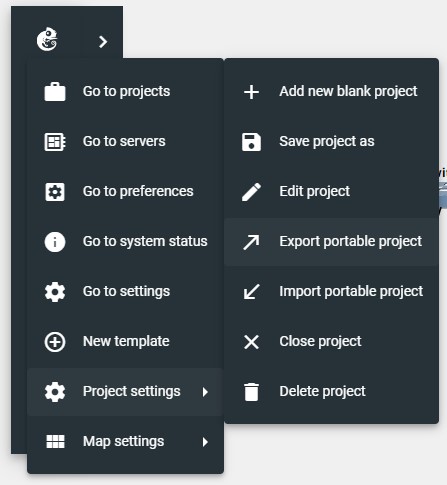 Go to projects
Go to servers
Go to preferences
Go to system status
Go to settings
New template
Project settings
Map settings
Add new blank project
Save project as
Edit project
Export portable project
Import portable project
Close project
Delete project